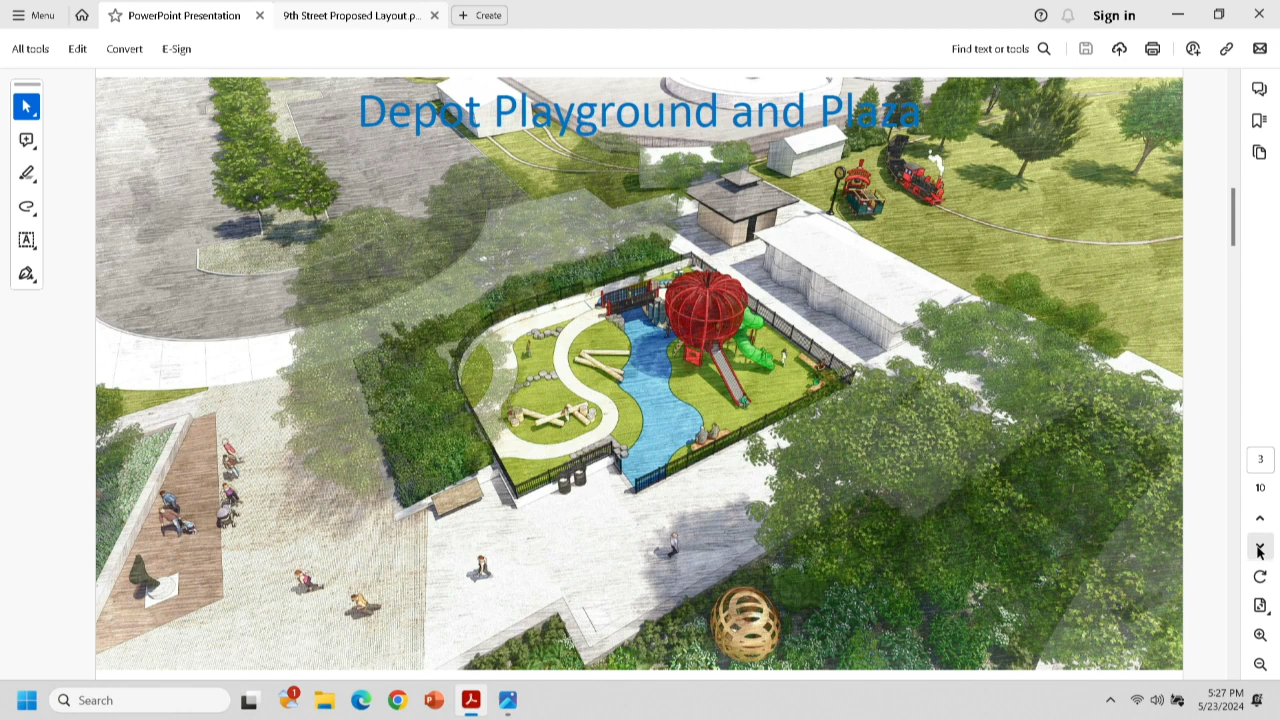 Menu
PowerPoint Presentation
9th Street Proposed Layout p...
Create
Sign in
All tools
Edit
Convert
E-Sign
Find text or tools
Depot Playground and Plaza
3
10
Search
1
5:27 PM
5/23/2024